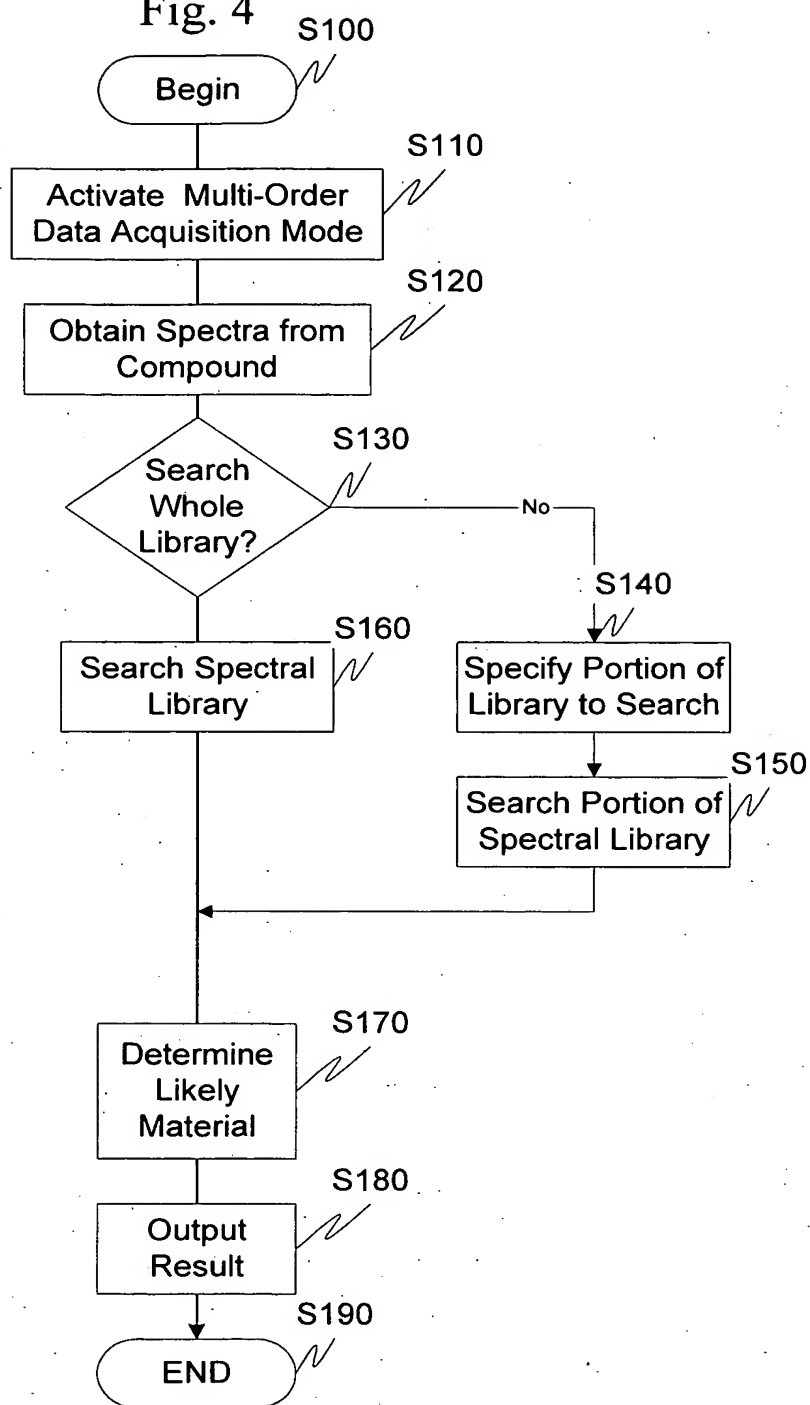 Fig. 4
S100
Begin
S110
Activate Multi-Order
Data Acquisition Mode
S120
Obtain Spectra from
Compound
S130
Search
Whole
Library?
No
S140
Specify Portion of
Library to Search
S150
Search Portion of
Spectral Library
S160
Search Spectral
Library
S170
Determine
Likely
Material
S180
Output
Result
S190
END